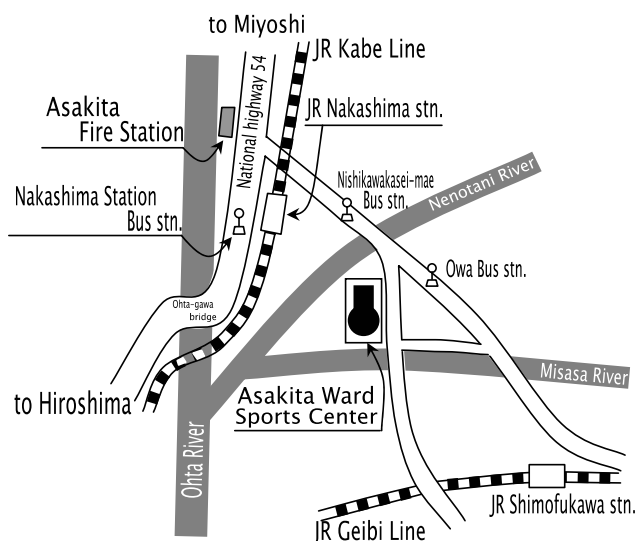 to Miyoshi
JR Kabe Line
National highway 54
Asakita
Fire Station
JR Nakashima stn.
Nishikawakasei-mae
Bus stn.
Nenotani River
Nakashima Station
Bus stn.
Owa Bus stn.
Ohta-gawa
bridge
to Hiroshima
Asakita Ward
Sports Center
Misasa River
Ohta River
JR Shimofukawa stn.
JR Geibi Line